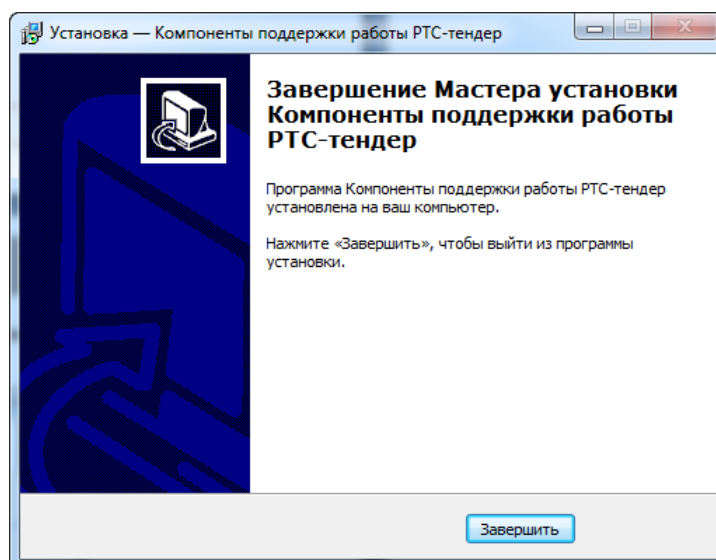 Установка — Компоненты поддержки работы РТС-тендер
Завершение Мастера установки
Компоненты поддержки работы
РТС-тендер
Программа Компоненты поддержки работы РТС-тендер
установлена на ваш компьютер.
Нажмите «Завершить», чтобы выйти из программы
установки.
Завершить